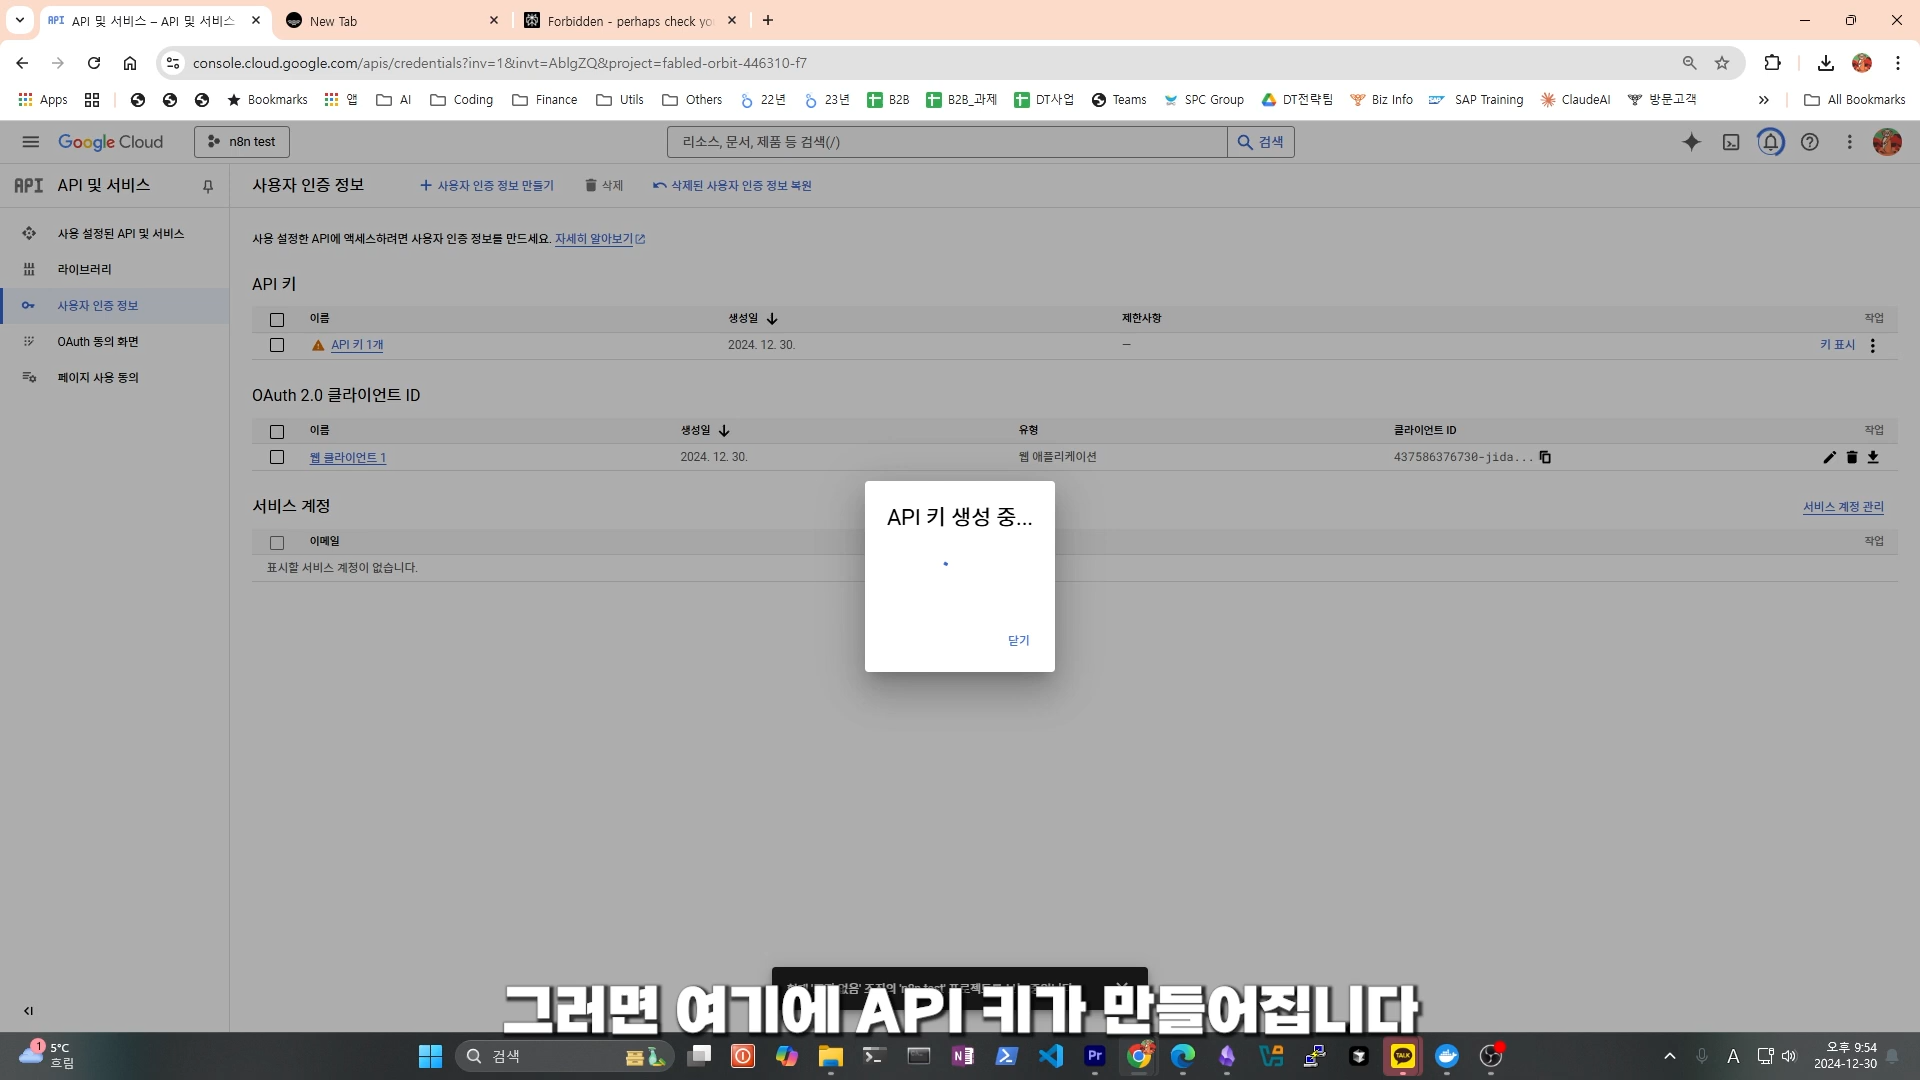 API 및 서비스 – API 및 서비스
New Tab
Forbidden - perhaps check yo
console.cloud.google.com/apis/credentials?inv=1&invt=AblgZQ&project=fabled-orbit-446310-f7
Apps
Bookmarks
앱
AI
Coding
Finance
Utils
Others
22년
23년
B2B
B2B_과제
DT사업
Teams
SPC Group
DT전략팀
Biz Info
SAP Training
ClaudeAI
방문고객
All Bookmarks
Google Cloud
n8n test
리소스, 문서, 제품 등 검색(/)
검색
API API 및 서비스
사용자 인증 정보
사용자 인증 정보 만들기
삭제
삭제된 사용자 인증 정보 복원
사용 설정된 API 및 서비스
라이브러리
사용자 인증 정보
OAuth 동의 화면
페이지 사용 동의
사용 설정한 API에 액세스하려면 사용자 인증 정보를 만드세요. 자세히 알아보기
API 키
이름 생성일 제한사항 작업
API 키 1개 2024. 12. 30. – 키 표시
OAuth 2.0 클라이언트 ID
이름 생성일 유형 클라이언트 ID 작업
웹 클라이언트 1 2024. 12. 30. 웹 애플리케이션 437586376730-jida...
서비스 계정
서비스 계정 관리
이메일 작업
표시할 서비스 계정이 없습니다.
API 키 생성 중...
닫기
그러면 여기에 API 키가 만들어집니다
1
5°C
흐림
검색
Pr
TALK
A
오후 9:54
2024-12-30